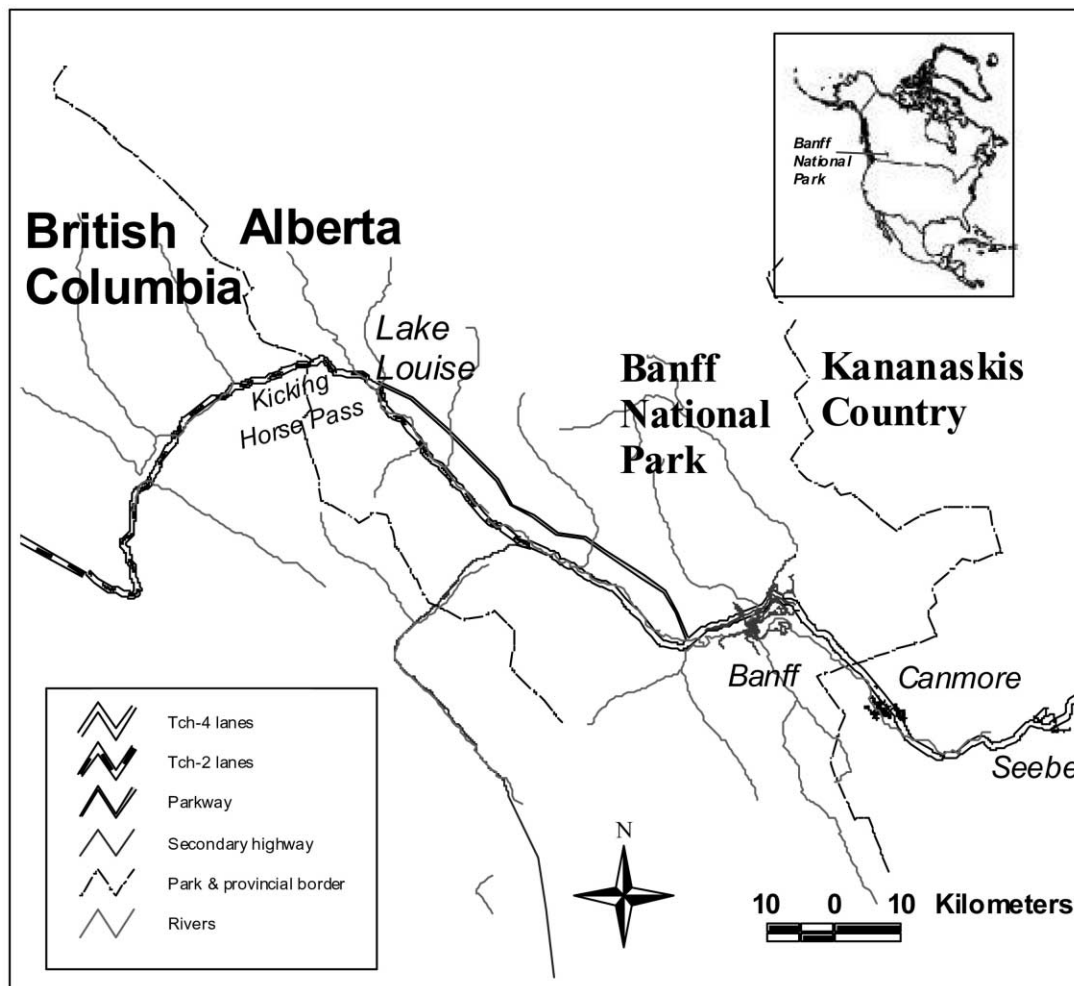 Banff
National
Park
British
Columbia
Alberta
Lake
Louise
Kicking
Horse Pass
Banff
National
Park
Kananaskis
Country
Banff
Canmore
Seebe
Tch-4 lanes
Tch-2 lanes
Parkway
Secondary highway
Park & provincial border
Rivers
N
10 0 10 Kilometers